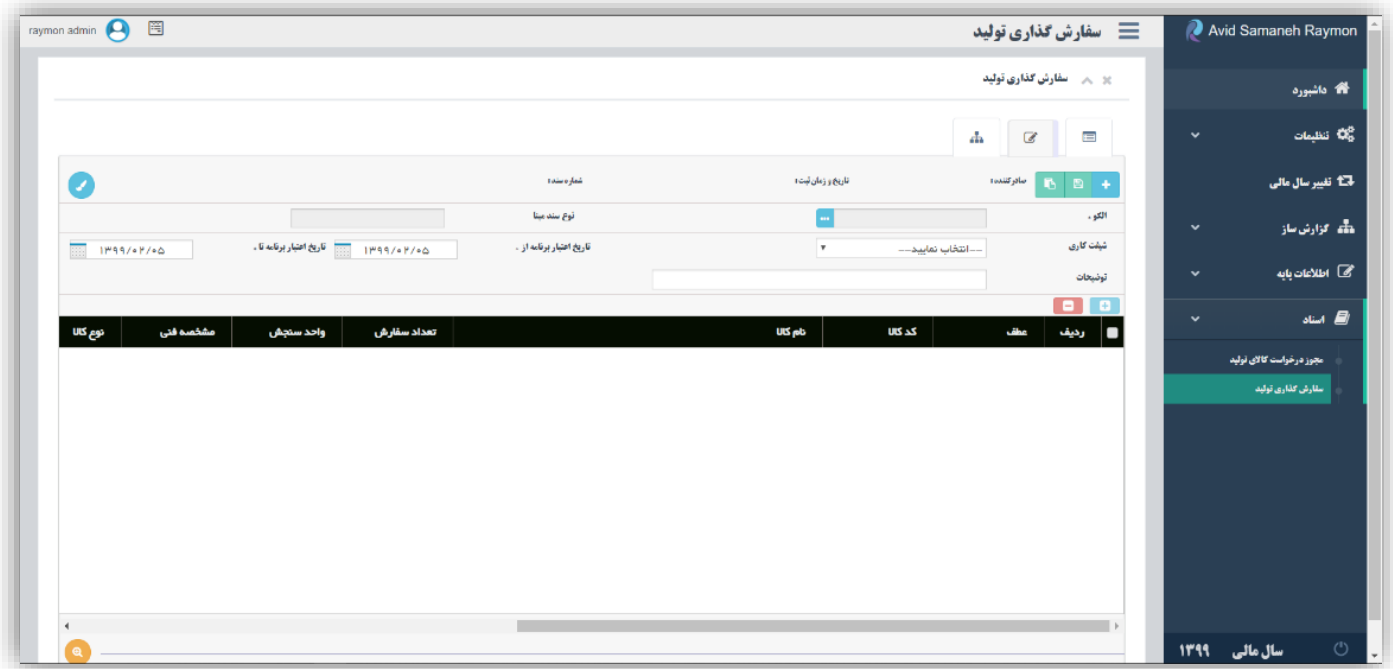 Avid Samaneh Raymon
داشبورد
تنظیمات
تغییر سال مالی
گزارش ساز
اطلاعات پایه
اسناد
مجوز درخواست کالای تولید
سفارش گذاری تولید
سال مالی ۱۳۹۹
سفارش گذاری تولید
raymon admin
سفارش گذاری تولید
صادر کننده : تاریخ و زمان ثبت : شماره سند :
الگو * نوع سند مبنا
شیفت کاری ---انتخاب نمایید--- تاریخ اعتبار برنامه از * ۱۳۹۹/۰۲/۰۵ تاریخ اعتبار برنامه تا * ۱۳۹۹/۰۲/۰۵
توضیحات
ردیف عطف کد کالا نام کالا تعداد سفارش واحد سنجش مشخصه فنی نوع کالا